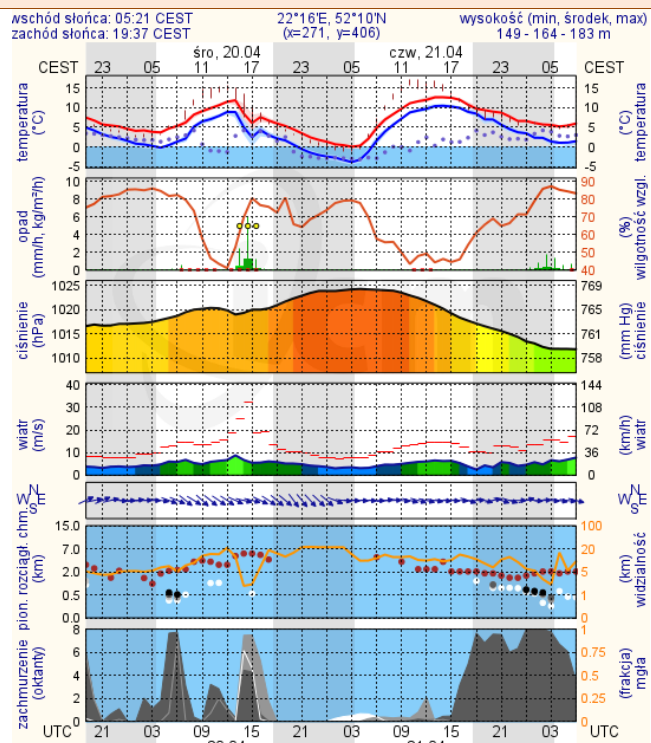 wschód słońca: 05:21 CEST 22°16'E, 52°10'N wysokość (min, środek, max)
zachód słońca: 19:37 CEST (x=271, y=406) 149 - 164 - 183 m
śro, 20.04 czw, 21.04
CEST 23 05 11 17 23 05 11 17 23 05 CEST
temperatura (°C)
15 10 5 0 -5
15 10 5 0 -5
temperatura (°C)
opad (mm/h, kg/m²/h)
10 8 6 4 2 0
90 80 70 60 50 40
(%) wilgotność wzgl.
ciśnienie (hPa)
1025 1020 1015 1010
769 765 761 758
(mm Hg) ciśnienie
wiatr (m/s)
40 30 20 10 0
144 108 72 36 0
(km/h) wiatr
N W E S
N W E S
pion. rozciągł. chm. (km)
15.0 7.0 2.0 0.5 0.0
100 20 5 1 0
(km) widzialność
zachmurzenie (oktanty)
8 6 4 2 0
1 0.75 0.5 0.25 0
(frakcja) mgła
UTC 21 03 09 15 21 03 09 15 21 03 UTC